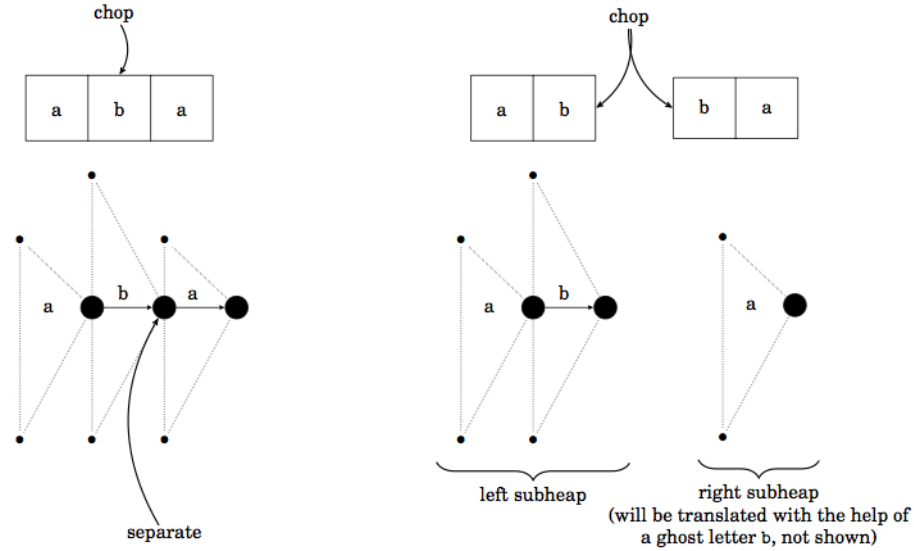 chop
a b a
a
b
a
separate
chop
a b
b a
a
b
a
left subheap
right subheap
(will be translated with the help of
a ghost letter b, not shown)